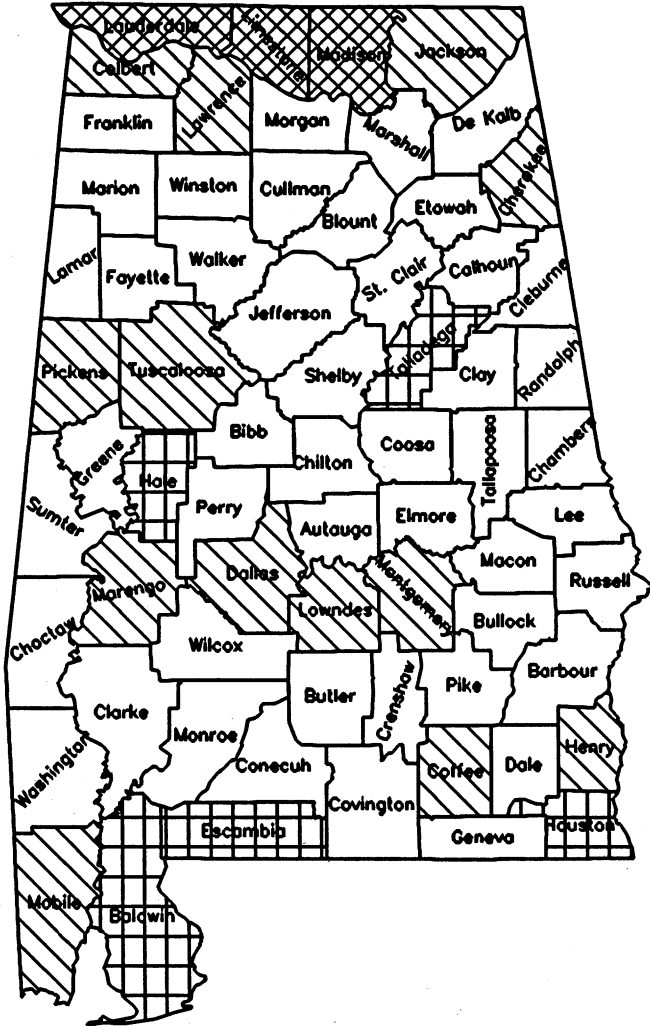 Lauderdale
Limestone
Madison
Jackson
Colbert
Lawrence
Franklin
Morgan
Marshall
De Kalb
Cherokee
Marion
Winston
Cullman
Blount
Etowah
Lamar
Fayette
Walker
St. Clair
Calhoun
Cleburne
Jefferson
Talladega
Pickens
Tuscaloosa
Shelby
Clay
Randolph
Greene
Hale
Bibb
Chilton
Coosa
Tallapoosa
Chambers
Sumter
Perry
Autauga
Elmore
Lee
Macon
Russell
Marengo
Dallas
Lowndes
Montgomery
Bullock
Choctaw
Wilcox
Barbour
Clarke
Butler
Crenshaw
Pike
Monroe
Washington
Conecuh
Coffee
Dale
Henry
Escambia
Covington
Geneva
Houston
Mobile
Baldwin